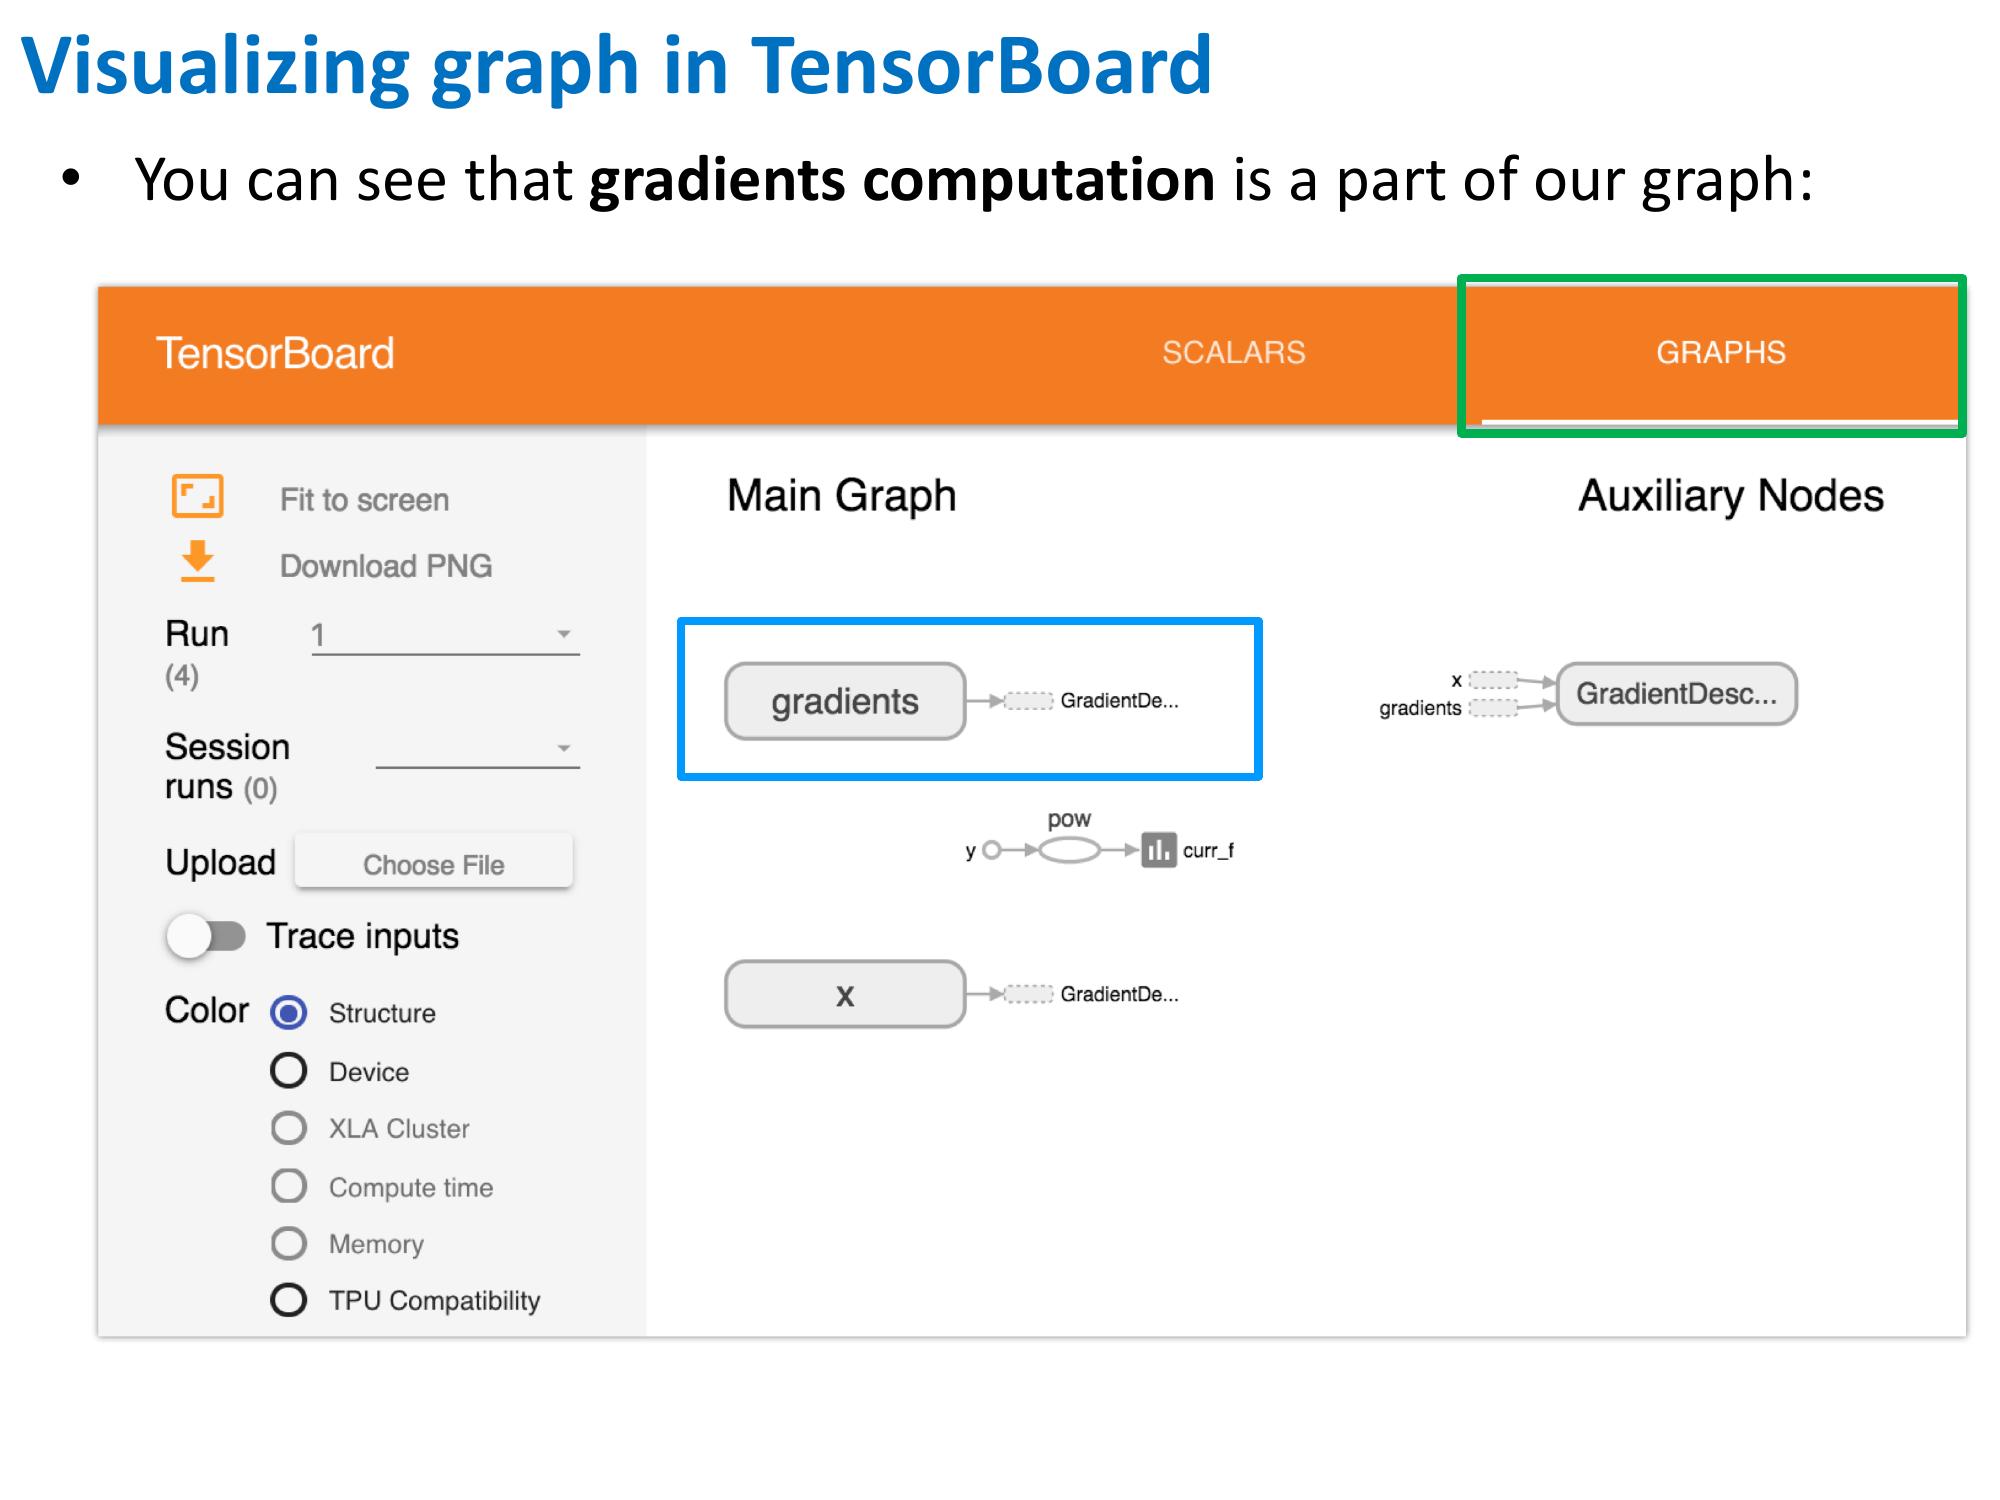 Visualizing graph in TensorBoard
• You can see that gradients computation is a part of our graph:
TensorBoard
SCALARS
GRAPHS
Fit to screen
Download PNG
Run
(4)
1
Session
runs (0)
Upload
Choose File
Trace inputs
Color
Structure
Device
XLA Cluster
Compute time
Memory
TPU Compatibility
Main Graph
gradients
GradientDe...
pow
y
curr_f
x
GradientDe...
Auxiliary Nodes
x
gradients
GradientDesc...